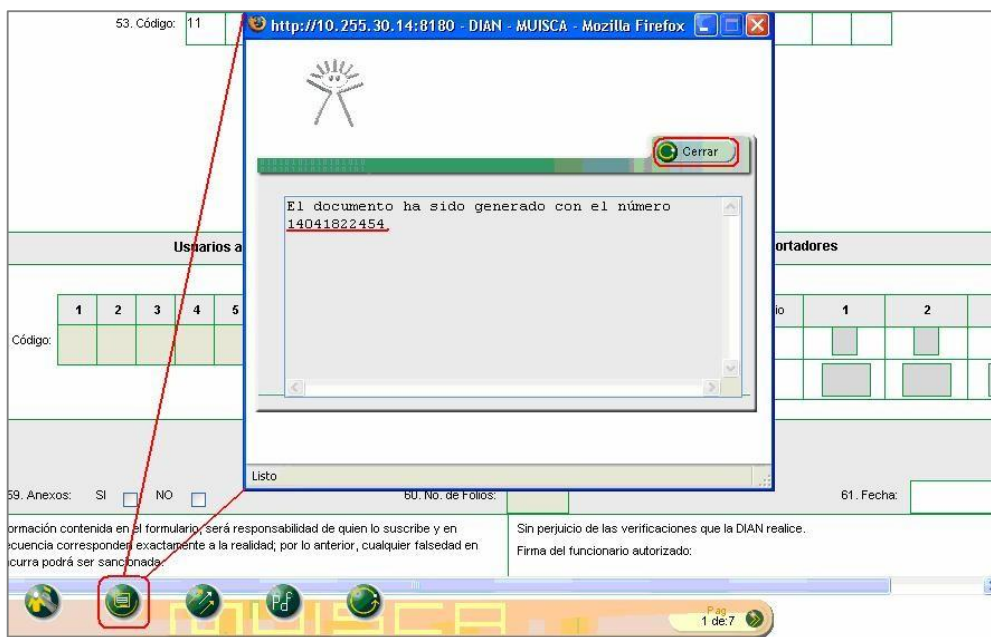 53. Código: 11
http://10.255.30.14:8180 - DIAN - MUISCA - Mozilla Firefox
Cerrar
El documento ha sido generado con el número
14041822454.
Usuarios a
ortadores
1 2 3 4 5
io 1 2
Código:
Listo
59. Anexos: SI NO
60. No. de Folios:
61. Fecha:
ormación contenida en el formulario, será responsabilidad de quien lo suscribe y en
ecuencia corresponden exactamente a la realidad; por lo anterior, cualquier falsedad en
curra podrá ser sancionada.
Sin perjuicio de las verificaciones que la DIAN realice.
Firma del funcionario autorizado:
Pdf
MUISCA
Pag
1 de:7